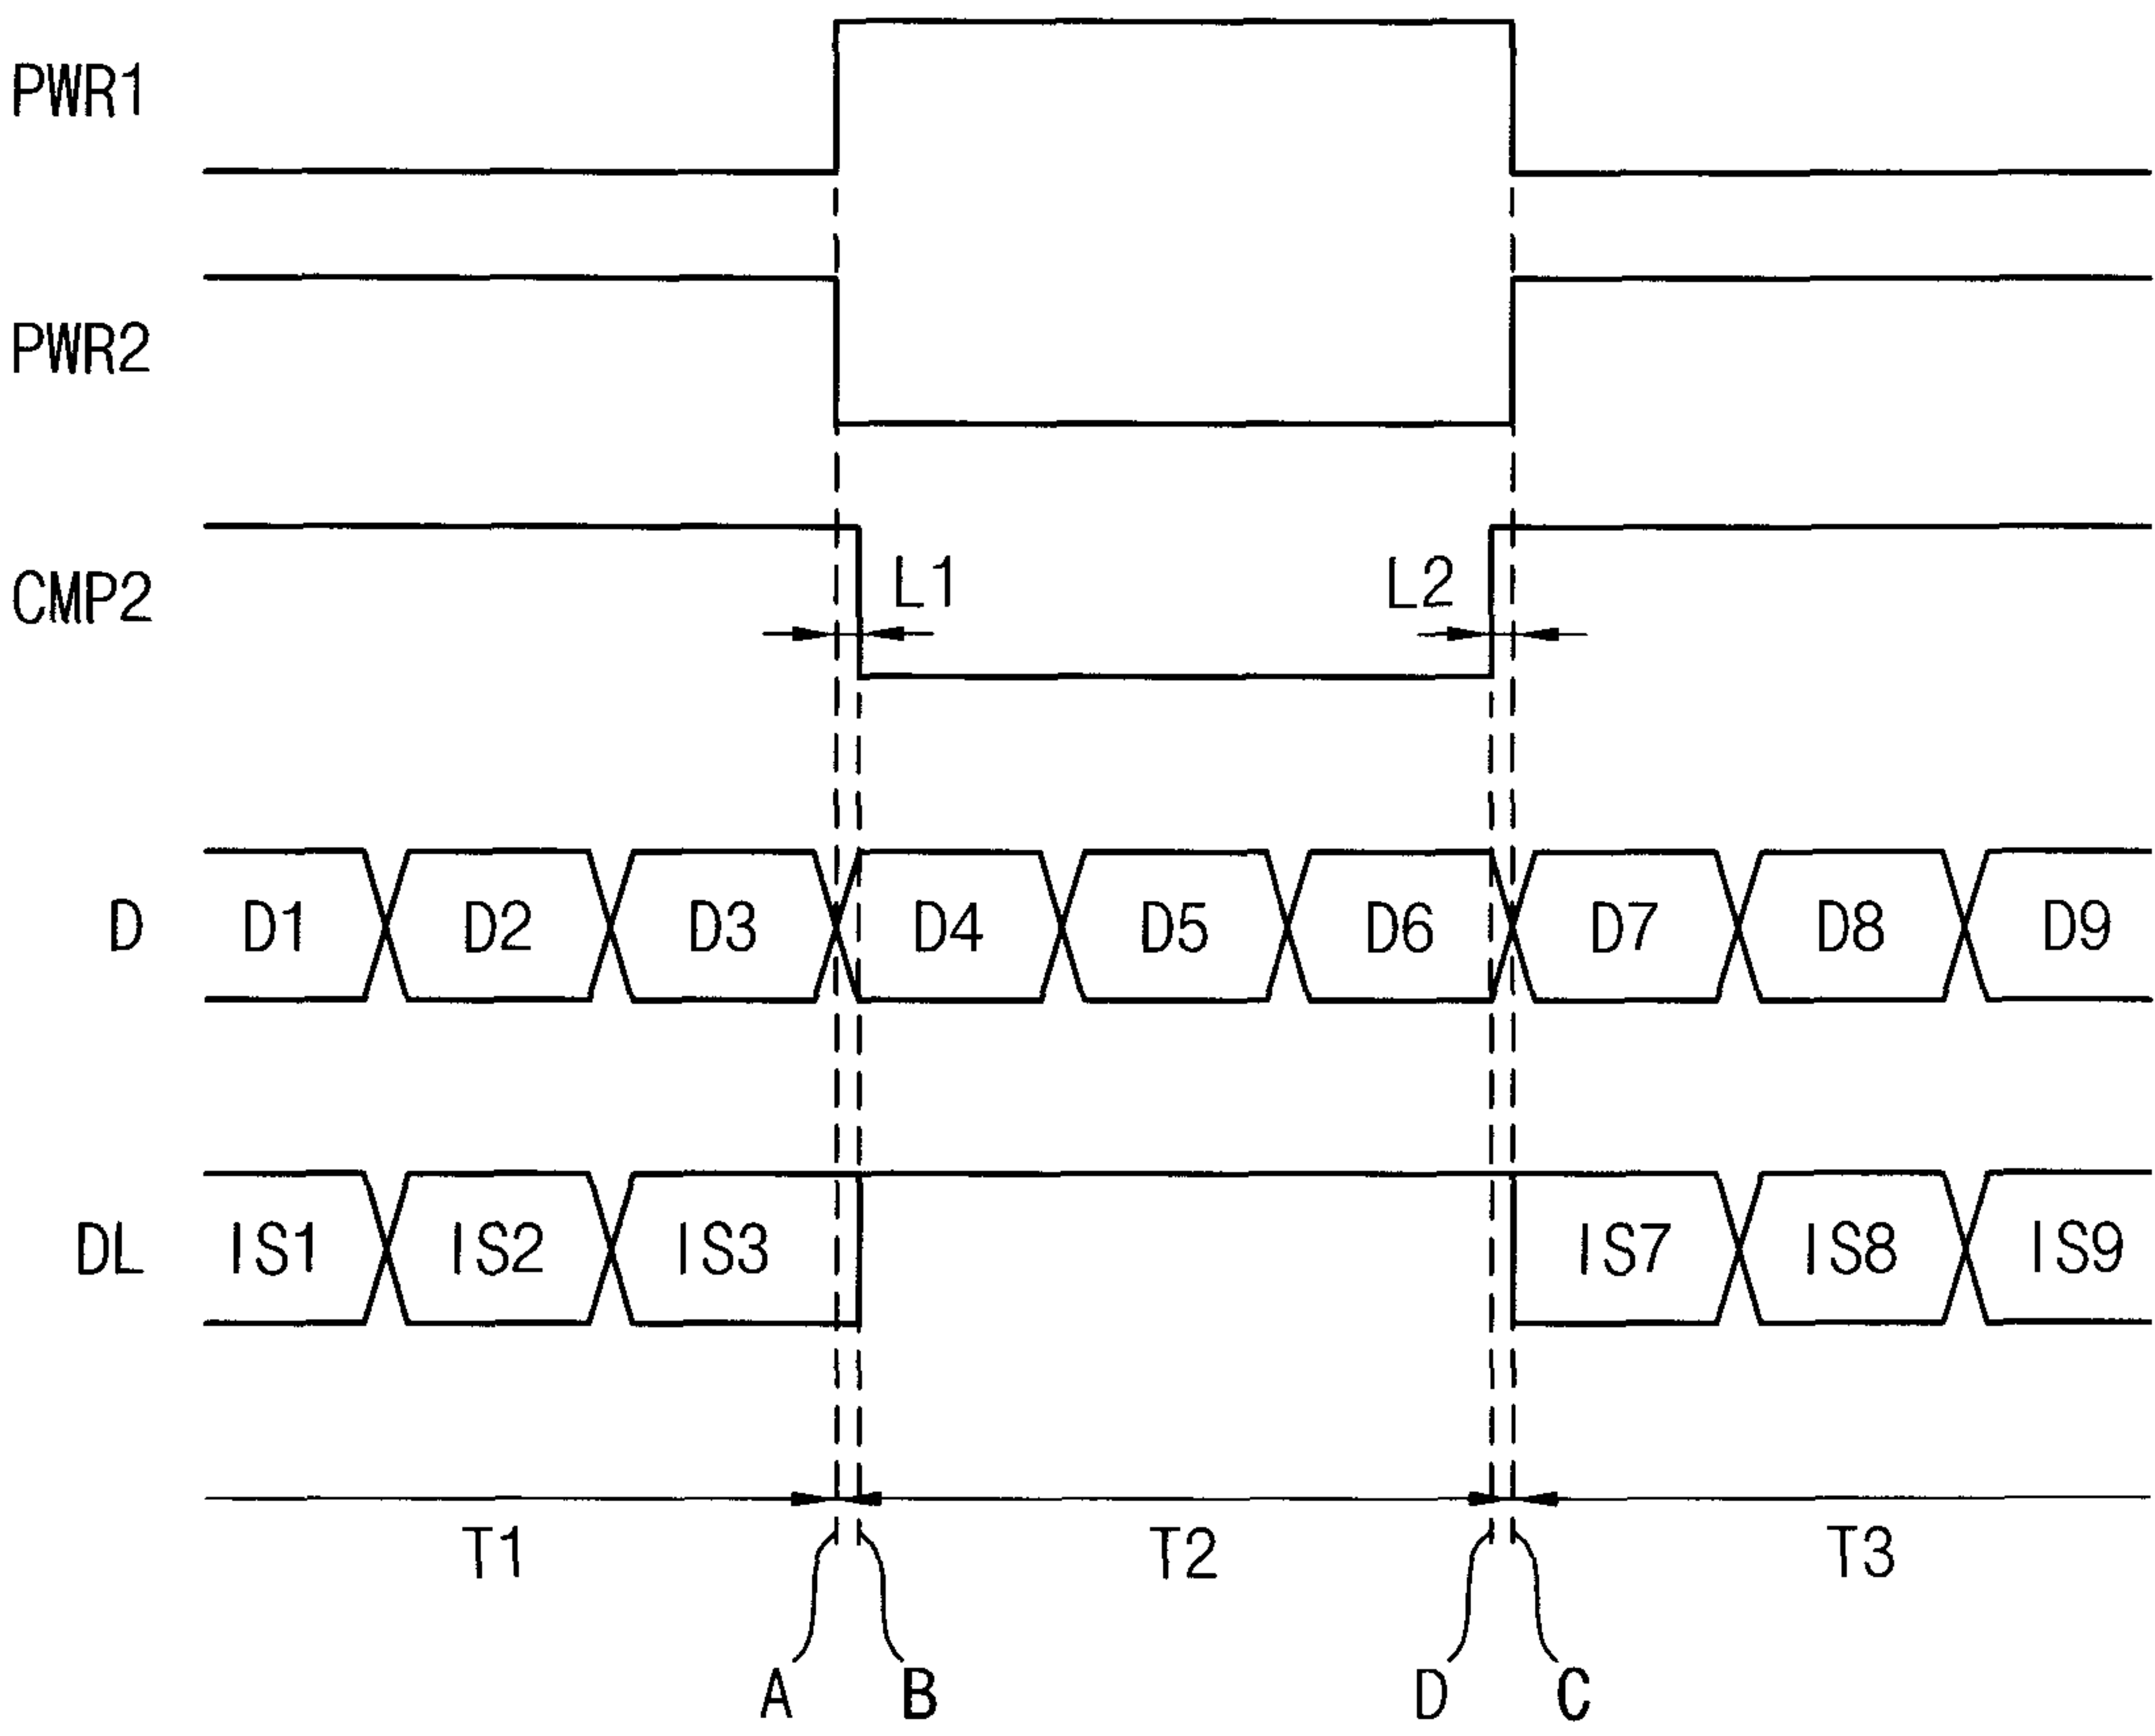 PWR1
PWR2
CMP2
L1 L2
D D1 D2 D3 D4 D5 D6 D7 D8 D9
DL IS1 IS2 IS3 IS7 IS8 IS9
T1 T2 T3
A B D C